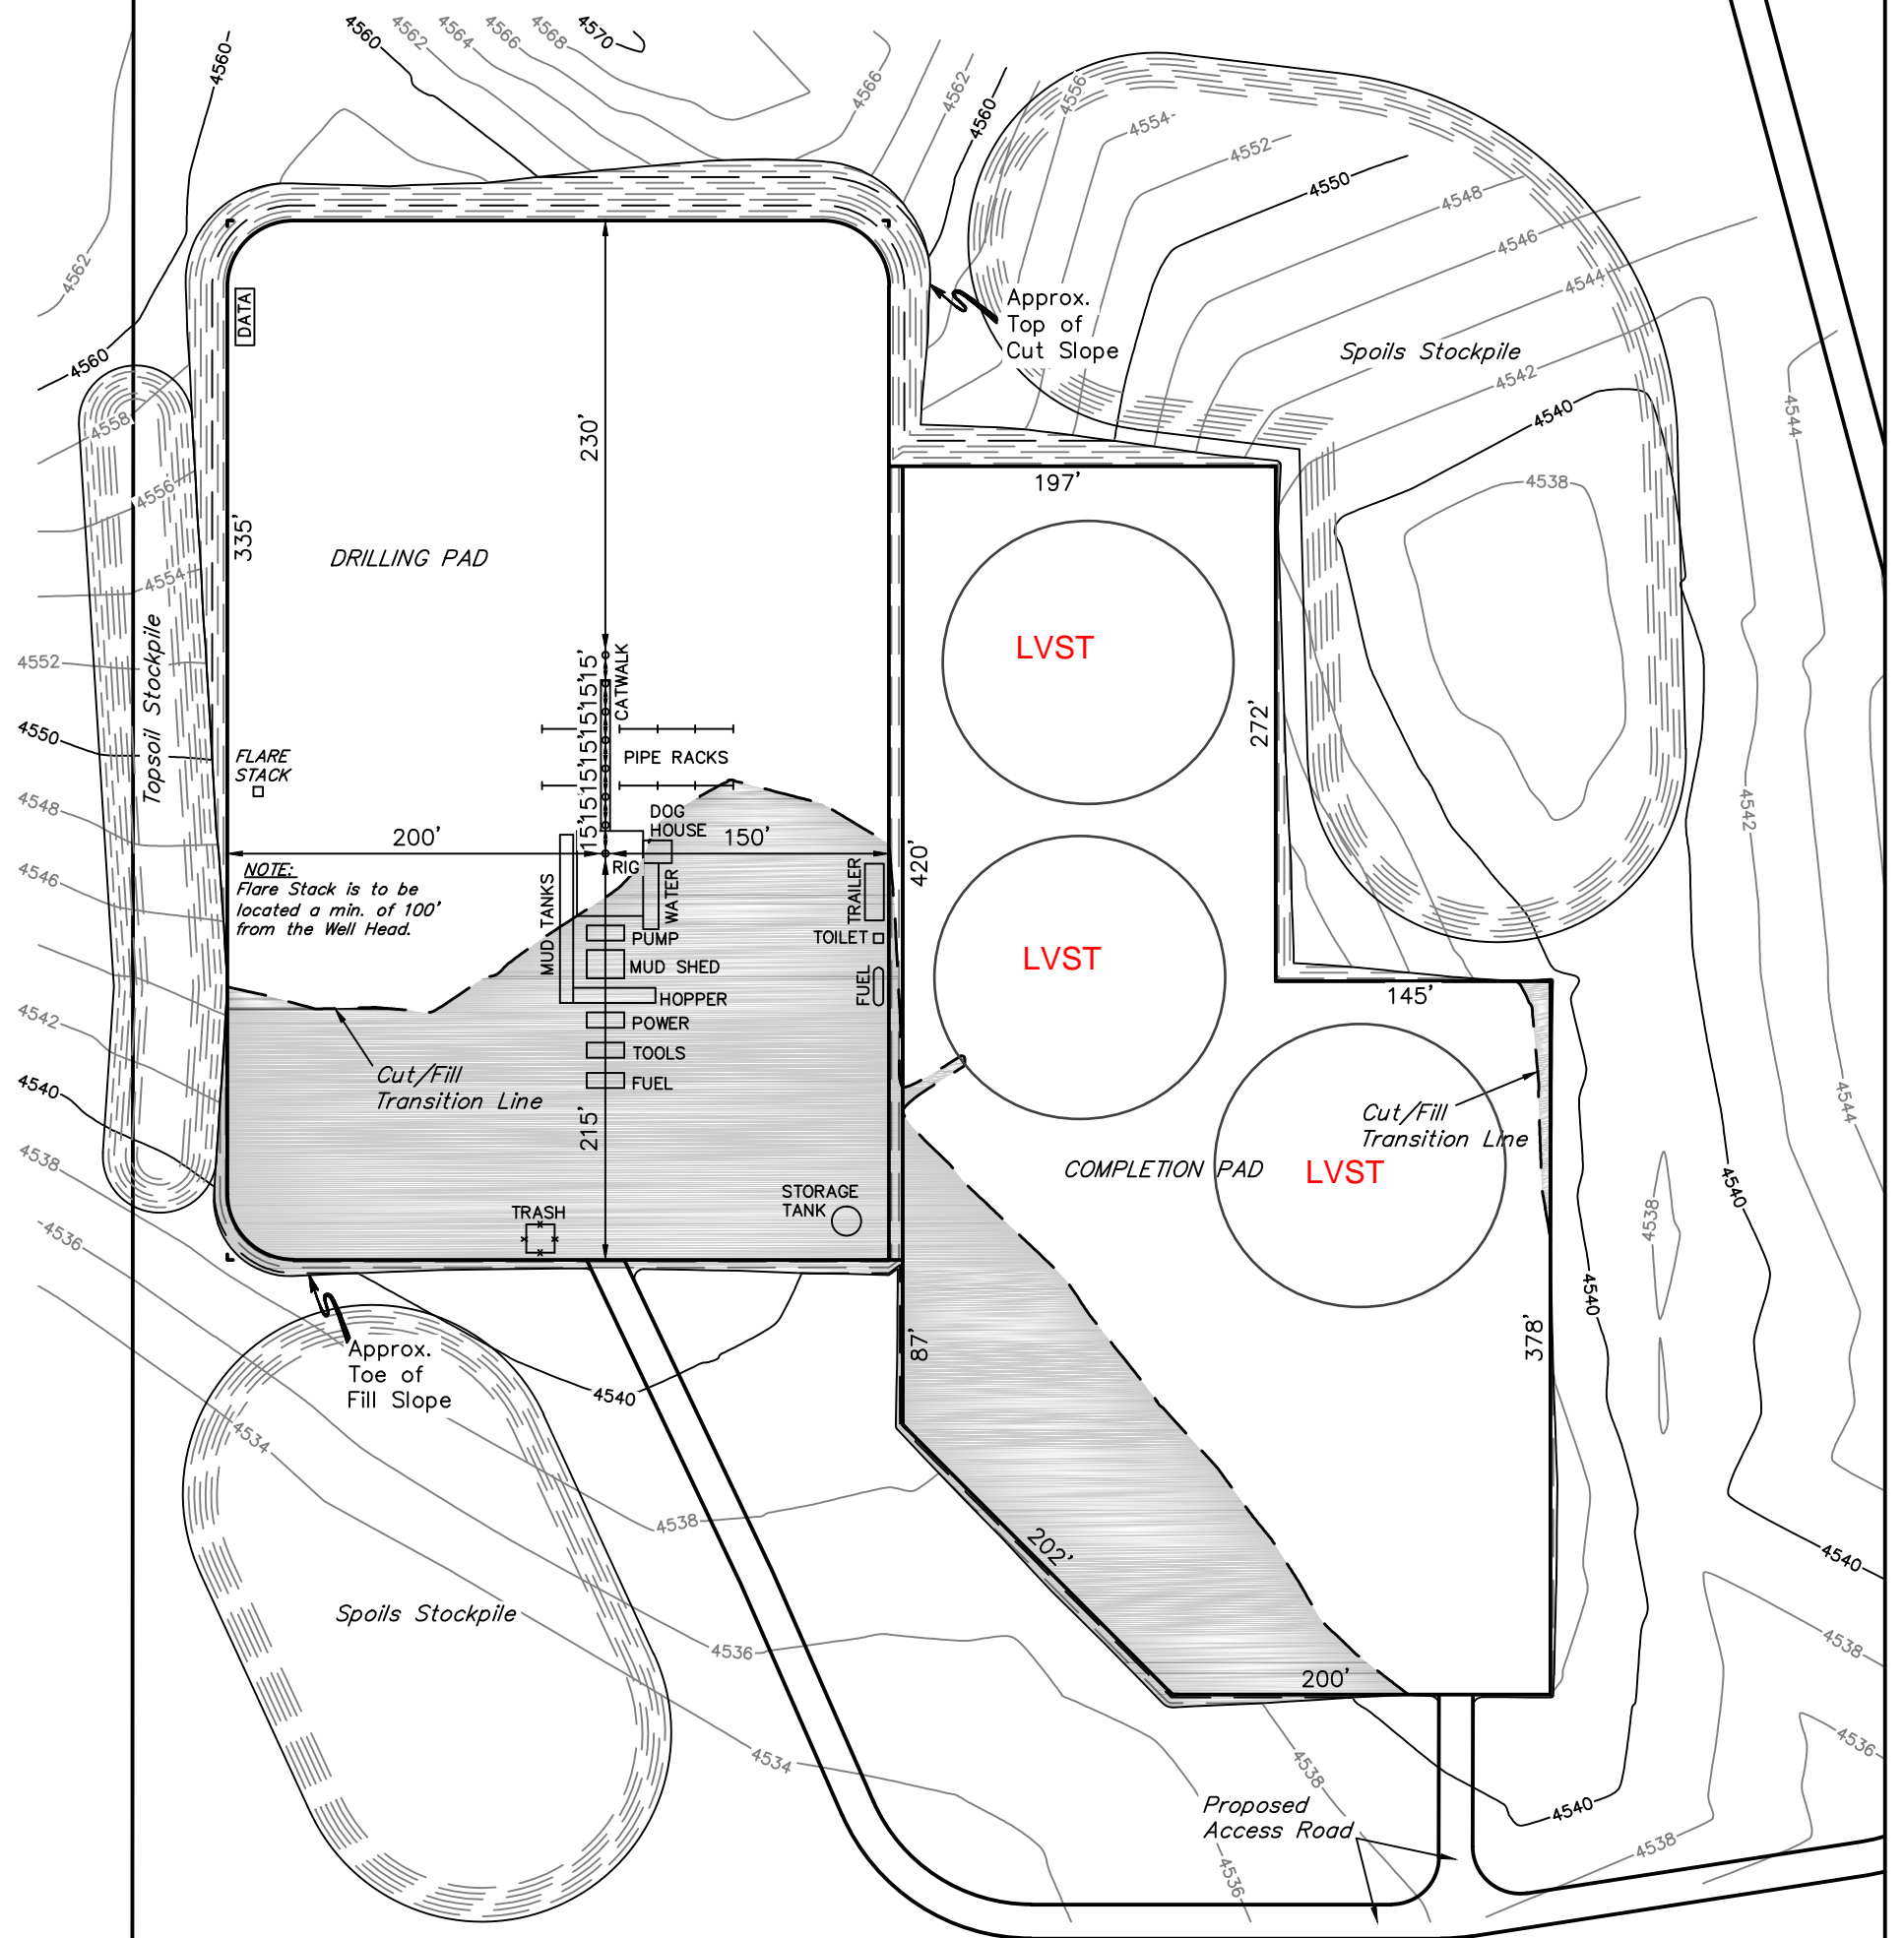 4560
4562
4564
4566
4568
4570
4560
4566
4562
4560
4556
4554
4552
4550
4548
4546
4544
4542
4540
4538
4562
4560
4558
4556
4554
4552
4550
4548
4546
4542
4540
4538
4536
4534
DATA
Approx.
Top of
Cut Slope
Spoils Stockpile
230'
335'
197'
DRILLING PAD
Topsoil Stockpile
LVST
272'
15'
15'
15'
15'
15'
15'
15'
CATWALK
PIPE RACKS
FLARE
STACK
DOG
HOUSE
200'
150'
RIG
NOTE:
Flare Stack is to be
located a min. of 100'
from the Well Head.
MUD TANKS
WATER
TRAILER
420'
PUMP
TOILET
MUD SHED
FUEL
HOPPER
POWER
TOOLS
FUEL
LVST
145'
Cut/Fill
Transition Line
215'
Cut/Fill
Transition Line
COMPLETION PAD
LVST
STORAGE
TANK
TRASH
4544
4542
4544
4540
4538
4540
Approx.
Toe of
Fill Slope
87'
378'
4540
4538
202'
4540
4538
Spoils Stockpile
4536
200'
4534
4538
4536
Proposed
Access Road
4540
4538
4536